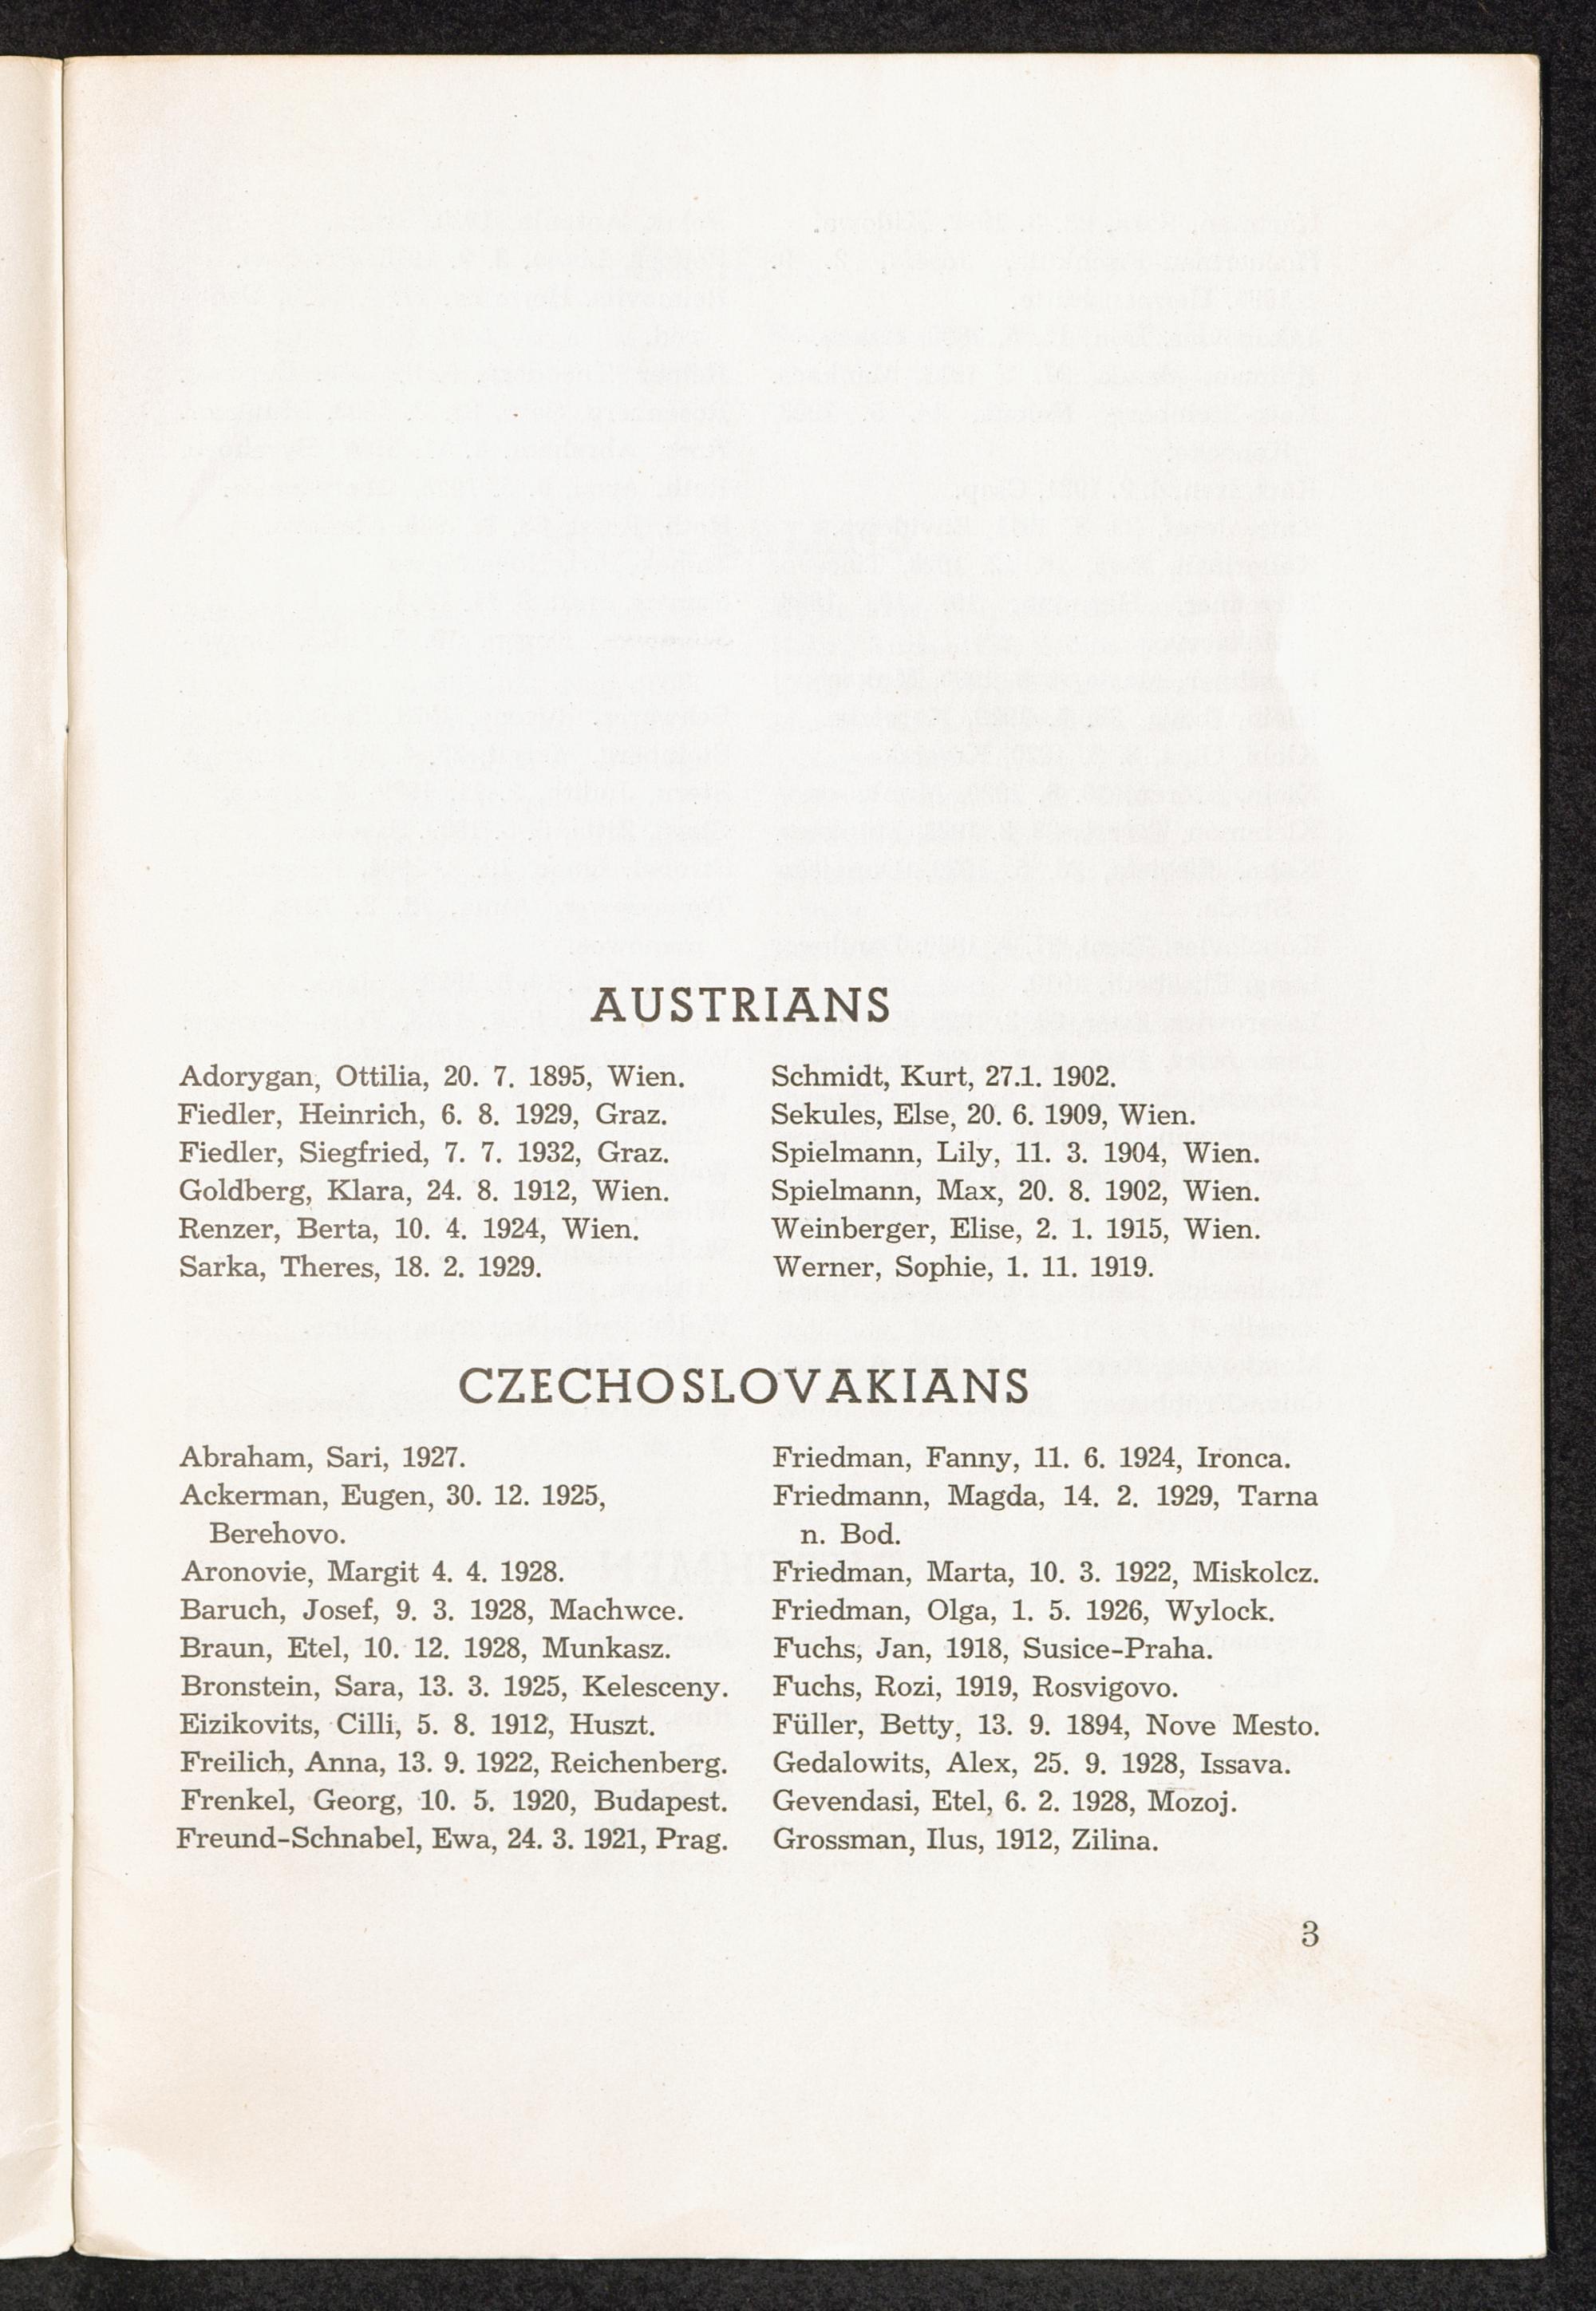 AUSTRIANS
Adorygan, Ottilia, 20. 7. 1895, Wien.
Fiedler, Heinrich, 6. 8. 1929, Graz.
Fiedler, Siegfried, 7. 7. 1932, Graz.
Goldberg, Klara, 24. 8. 1912, Wien.
Renzer, Berta, 10. 4. 1924, Wien.
Sarka, Theres, 18. 2. 1929.
Schmidt, Kurt, 27.1. 1902.
Sekules, Else, 20. 6. 1909, Wien.
Spielmann, Lily, 11. 3. 1904, Wien.
Spielmann, Max, 20. 8. 1902, Wien.
Weinberger, Elise, 2. 1. 1915, Wien.
Werner, Sophie, 1. 11. 1919.
CZECHOSLOVAKIANS
Abraham, Sari, 1927.
Ackerman, Eugen, 30. 12. 1925,
Berehovo.
Aronovie, Margit 4. 4. 1928.
Baruch, Josef, 9. 3. 1928, Machwce.
Braun, Etel, 10. 12. 1928, Munkasz.
Bronstein, Sara, 13. 3. 1925, Kelesceny.
Eizikovits, Cilli, 5. 8. 1912, Huszt.
Freilich, Anna, 13. 9. 1922, Reichenberg.
Frenkel, Georg, 10. 5. 1920, Budapest.
Freund-Schnabel, Ewa, 24. 3. 1921, Prag.
Friedman, Fanny, 11. 6. 1924, Ironca.
Friedmann, Magda, 14. 2. 1929, Tarna
n. Bod.
Friedman, Marta, 10. 3. 1922, Miskolcz.
Friedman, Olga, 1. 5. 1926, Wylock.
Fuchs, Jan, 1918, Susice-Praha.
Fuchs, Rozi, 1919, Rosvigovo.
Füller, Betty, 13. 9. 1894, Nove Mesto.
Gedalowits, Alex, 25. 9. 1928, Issava.
Gevendasi, Etel, 6. 2. 1928, Mozoj.
Grossman, Ilus, 1912, Zilina.
3